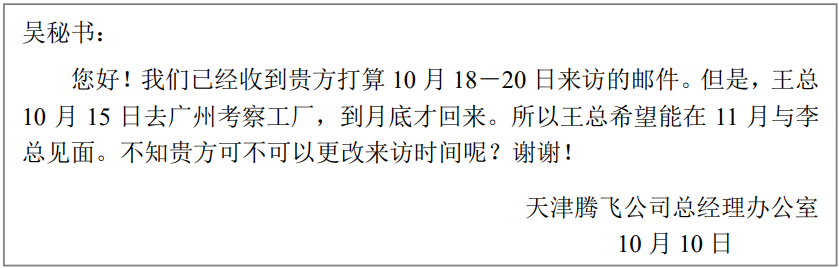 吴秘书：
您好！我们已经收到贵方打算 10 月 18－20 日来访的邮件。但是，王总
10 月 15 日去广州考察工厂，到月底才回来。所以王总希望能在 11 月与李
总见面。不知贵方可不可以更改来访时间呢？谢谢！
天津腾飞公司总经理办公室
10 月 10 日